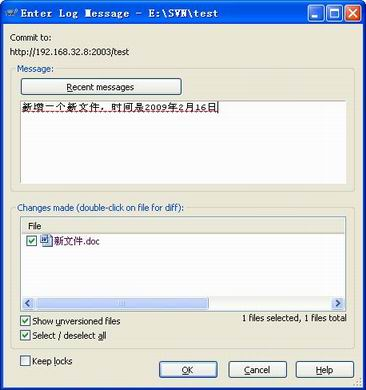 Enter Log Message - E:\SVN\test
Commit to:
http://192.168.32.8:2003/test
Message:
Recent messages
新增一个新文件，时间是2009年2月16日
Changes made (double-click on file for diff):
File
新文件.doc
1 files selected, 1 files total
Show unversioned files
Select / deselect all
Keep locks
OK
Cancel
Help